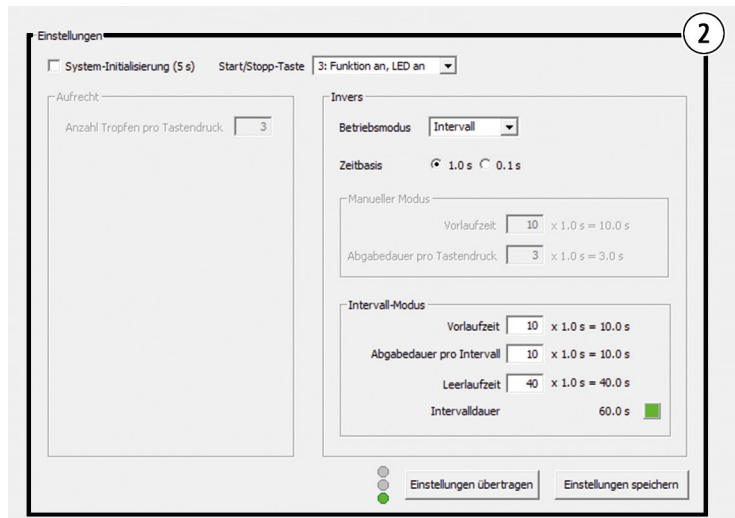 2
Einstellungen
System-Initialisierung (5 s) Start/Stopp-Taste 3: Funktion an, LED an
Aufrecht
Anzahl Tropfen pro Tastendruck 3
Invers
Betriebsmodus Intervall
Zeitbasis 1.0 s 0.1 s
Manueller Modus
Vorlaufzeit 10 x 1.0 s = 10.0 s
Abgabedauer pro Tastendruck 3 x 1.0 s = 3.0 s
Intervall-Modus
Vorlaufzeit 10 x 1.0 s = 10.0 s
Abgabedauer pro Intervall 10 x 1.0 s = 10.0 s
Leerlaufzeit 40 x 1.0 s = 40.0 s
Intervalldauer 60.0 s
Einstellungen übertragen Einstellungen speichern